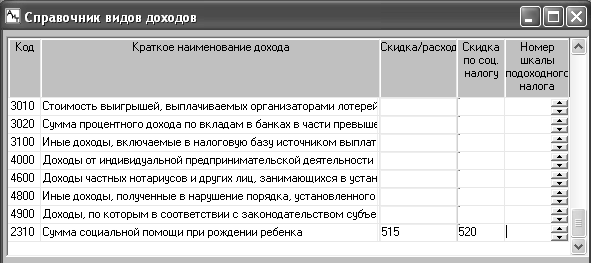 Справочник видов доходов
Код Краткое наименование дохода Скидка/расход Скидка по соц. налогу Номер шкалы подоходного налога
3010 Стоимость выигрышей, выплачиваемых организаторами лотерей
3020 Сумма процентного дохода по вкладам в банках в части превыше
3100 Иные доходы, включаемые в налоговую базу источником выплат
4000 Доходы от индивидуальной предпринимательской деятельности
4600 Доходы частных нотариусов и других лиц, занимающихся в устан
4800 Иные доходы, полученные в нарушение порядка, установленного
4900 Доходы, по которым в соответствии с законодательством субъе
2310 Сумма социальной помощи при рождении ребенка 515 520